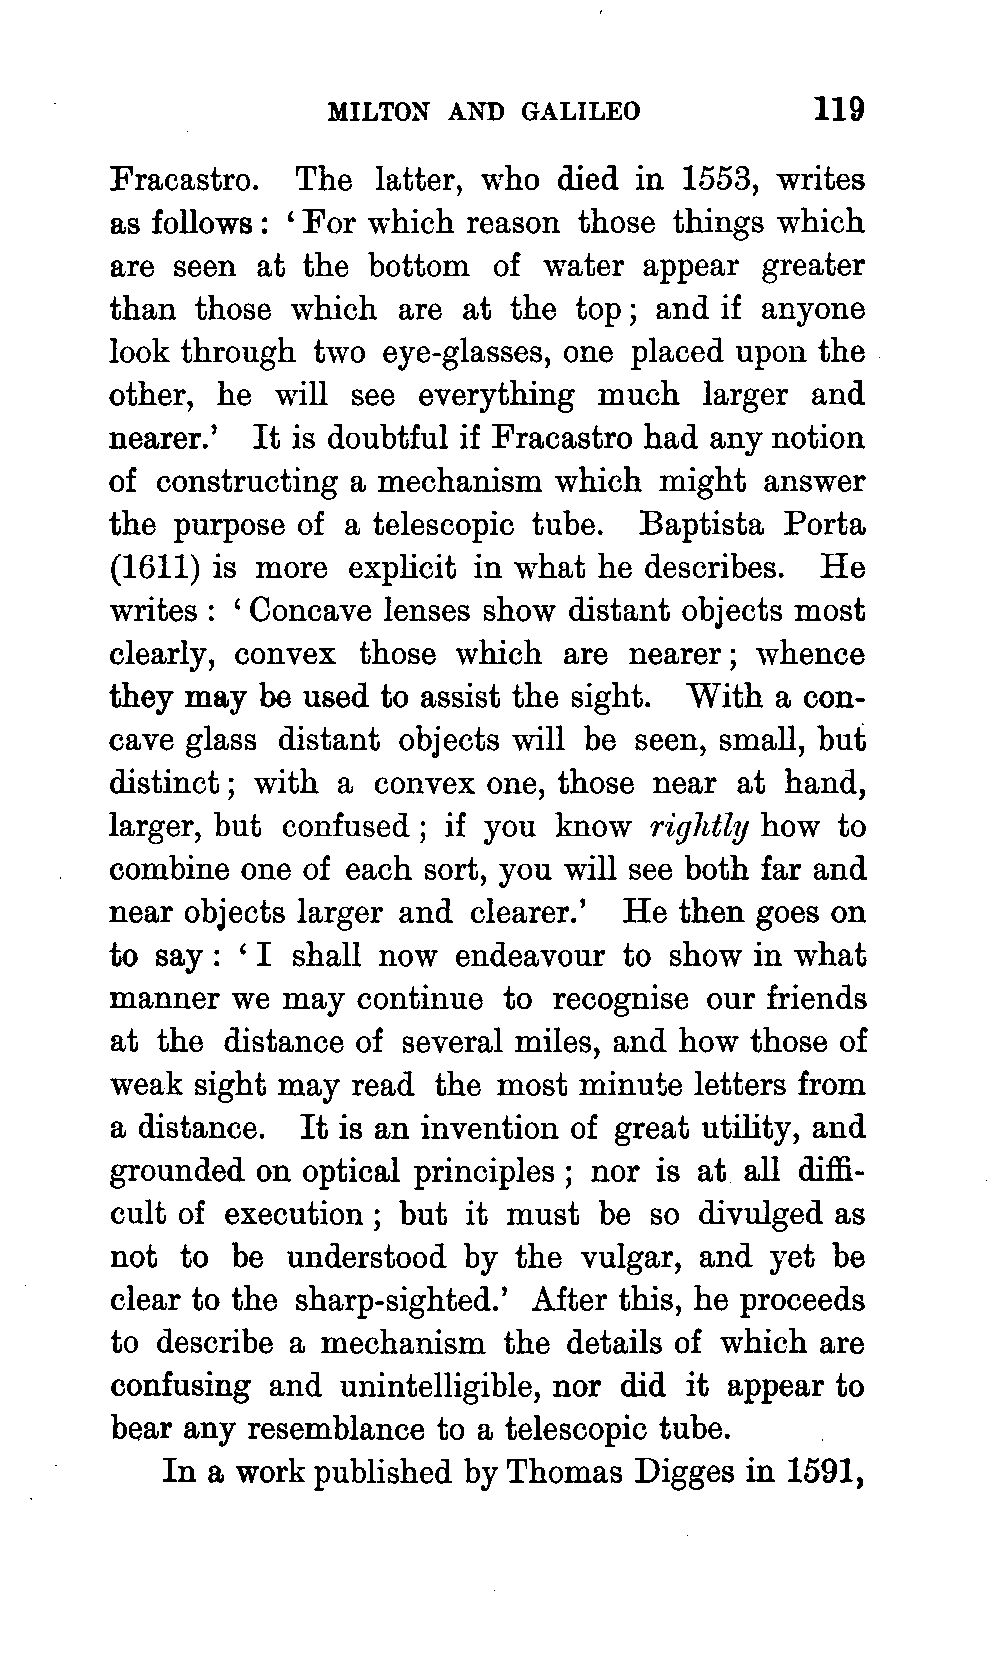 MILTON AND GALILEO 119
Fracastro. The latter, who died in 1553, writes
as follows: ‘For which reason those things which
are seen at the bottom of water appear greater
than those which are at the top; and if anyone
look through two eye-glasses, one placed upon the
other, he will see everything much larger and
nearer.’ It is doubtful if Fracastro had any notion
of constructing a mechanism which might answer
the purpose of a telescopic tube. Baptista Porta
(1611) is more explicit in what he describes. He
writes: ‘Concave lenses show distant objects most
clearly, convex those which are nearer; whence
they may be used to assist the sight. With a con-
cave glass distant objects will be seen, small, but
distinct; with a convex one, those near at hand,
larger, but confused; if you know rightly how to
combine one of each sort, you will see both far and
near objects larger and clearer.’ He then goes on
to say: ‘I shall now endeavour to show in what
manner we may continue to recognise our friends
at the distance of several miles, and how those of
weak sight may read the most minute letters from
a distance. It is an invention of great utility, and
grounded on optical principles; nor is at all diffi-
cult of execution; but it must be so divulged as
not to be understood by the vulgar, and yet be
clear to the sharp-sighted.’ After this, he proceeds
to describe a mechanism the details of which are
confusing and unintelligible, nor did it appear to
bear any resemblance to a telescopic tube.
In a work published by Thomas Digges in 1591,